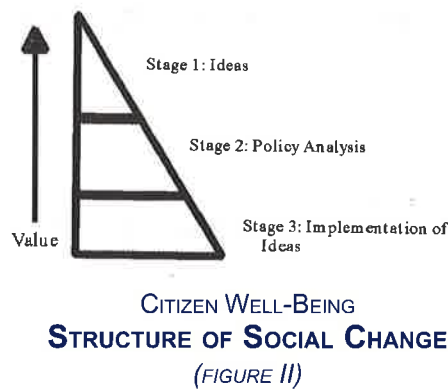 Stage 1: Ideas
Stage 2: Policy Analysis
Value
Stage 3: Implementation of
Ideas
CITIZEN WELL-BEING
STRUCTURE OF SOCIAL CHANGE
(FIGURE II)